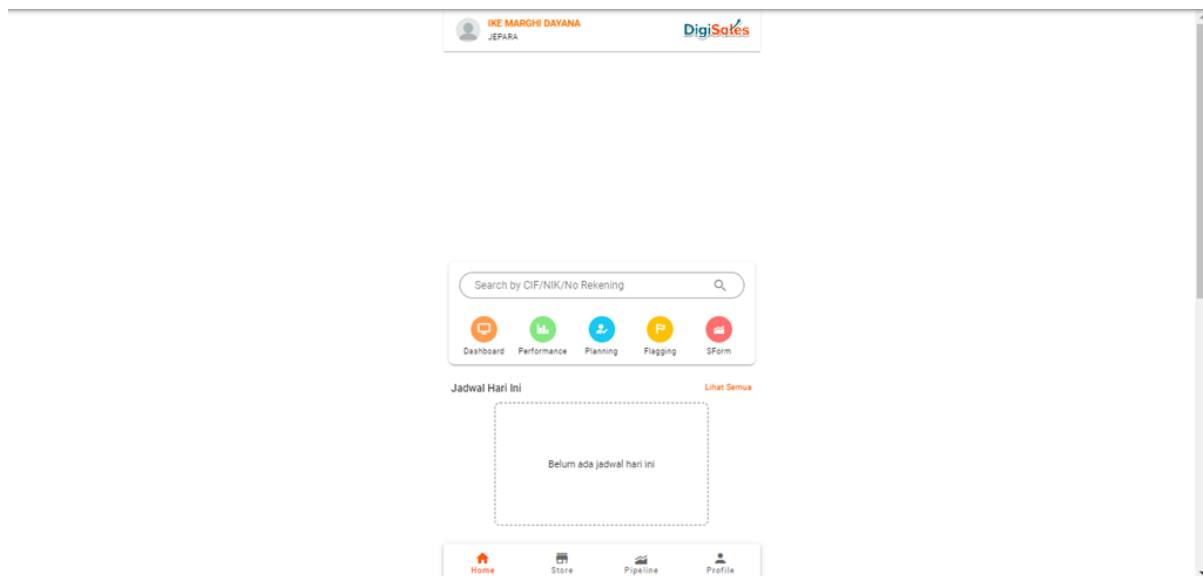 IKE MARGHI DAYANA
JEPARA
DigiSales
Search by CIF/NIK/No Rekening
Dashboard Performance Planning Flagging SForm
Jadwal Hari Ini Lihat Semua
Belum ada jadwal hari ini
Home Store Pipeline Profile